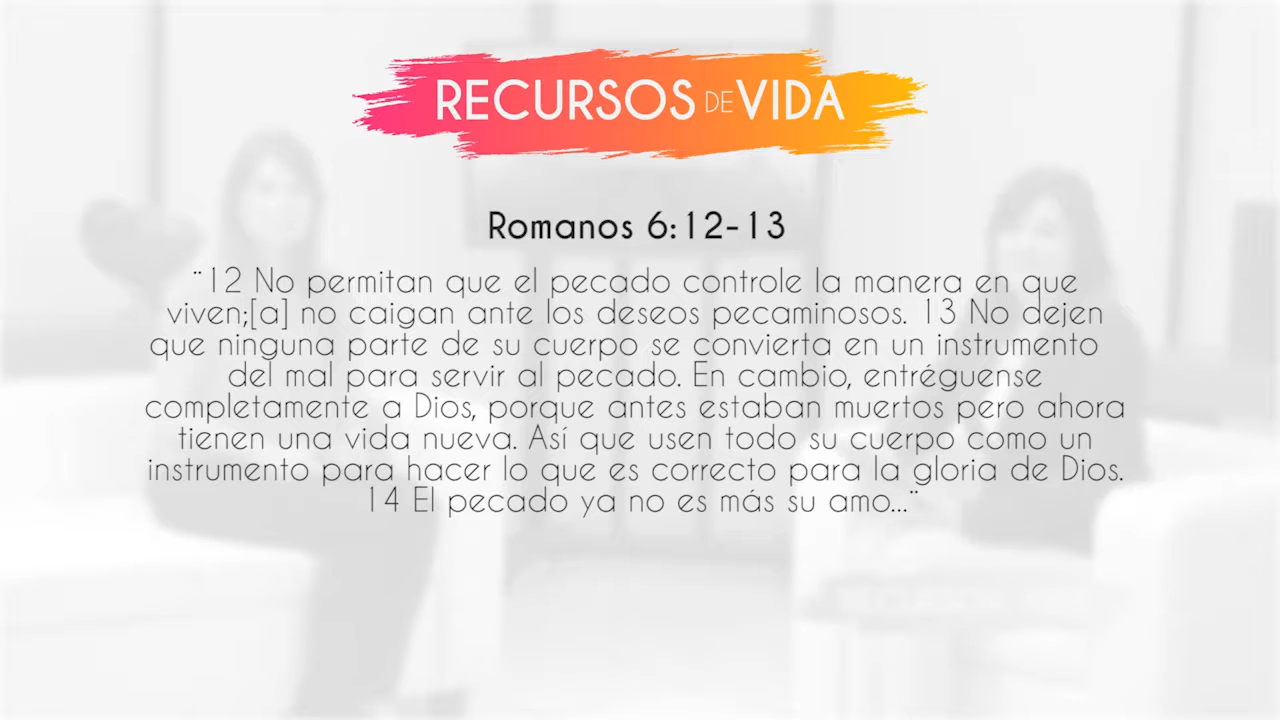 RECURSOS DE VIDA
Romanos 6:12-13
¨12 No permitan que el pecado controle la manera en que
viven;[a] no caigan ante los deseos pecaminosos. 13 No dejen
que ninguna parte de su cuerpo se convierta en un instrumento
del mal para servir al pecado. En cambio, entréguense
completamente a Dios, porque antes estaban muertos pero ahora
tienen una vida nueva. Así que usen todo su cuerpo como un
instrumento para hacer lo que es correcto para la gloria de Dios.
14 El pecado ya no es más su amo...¨